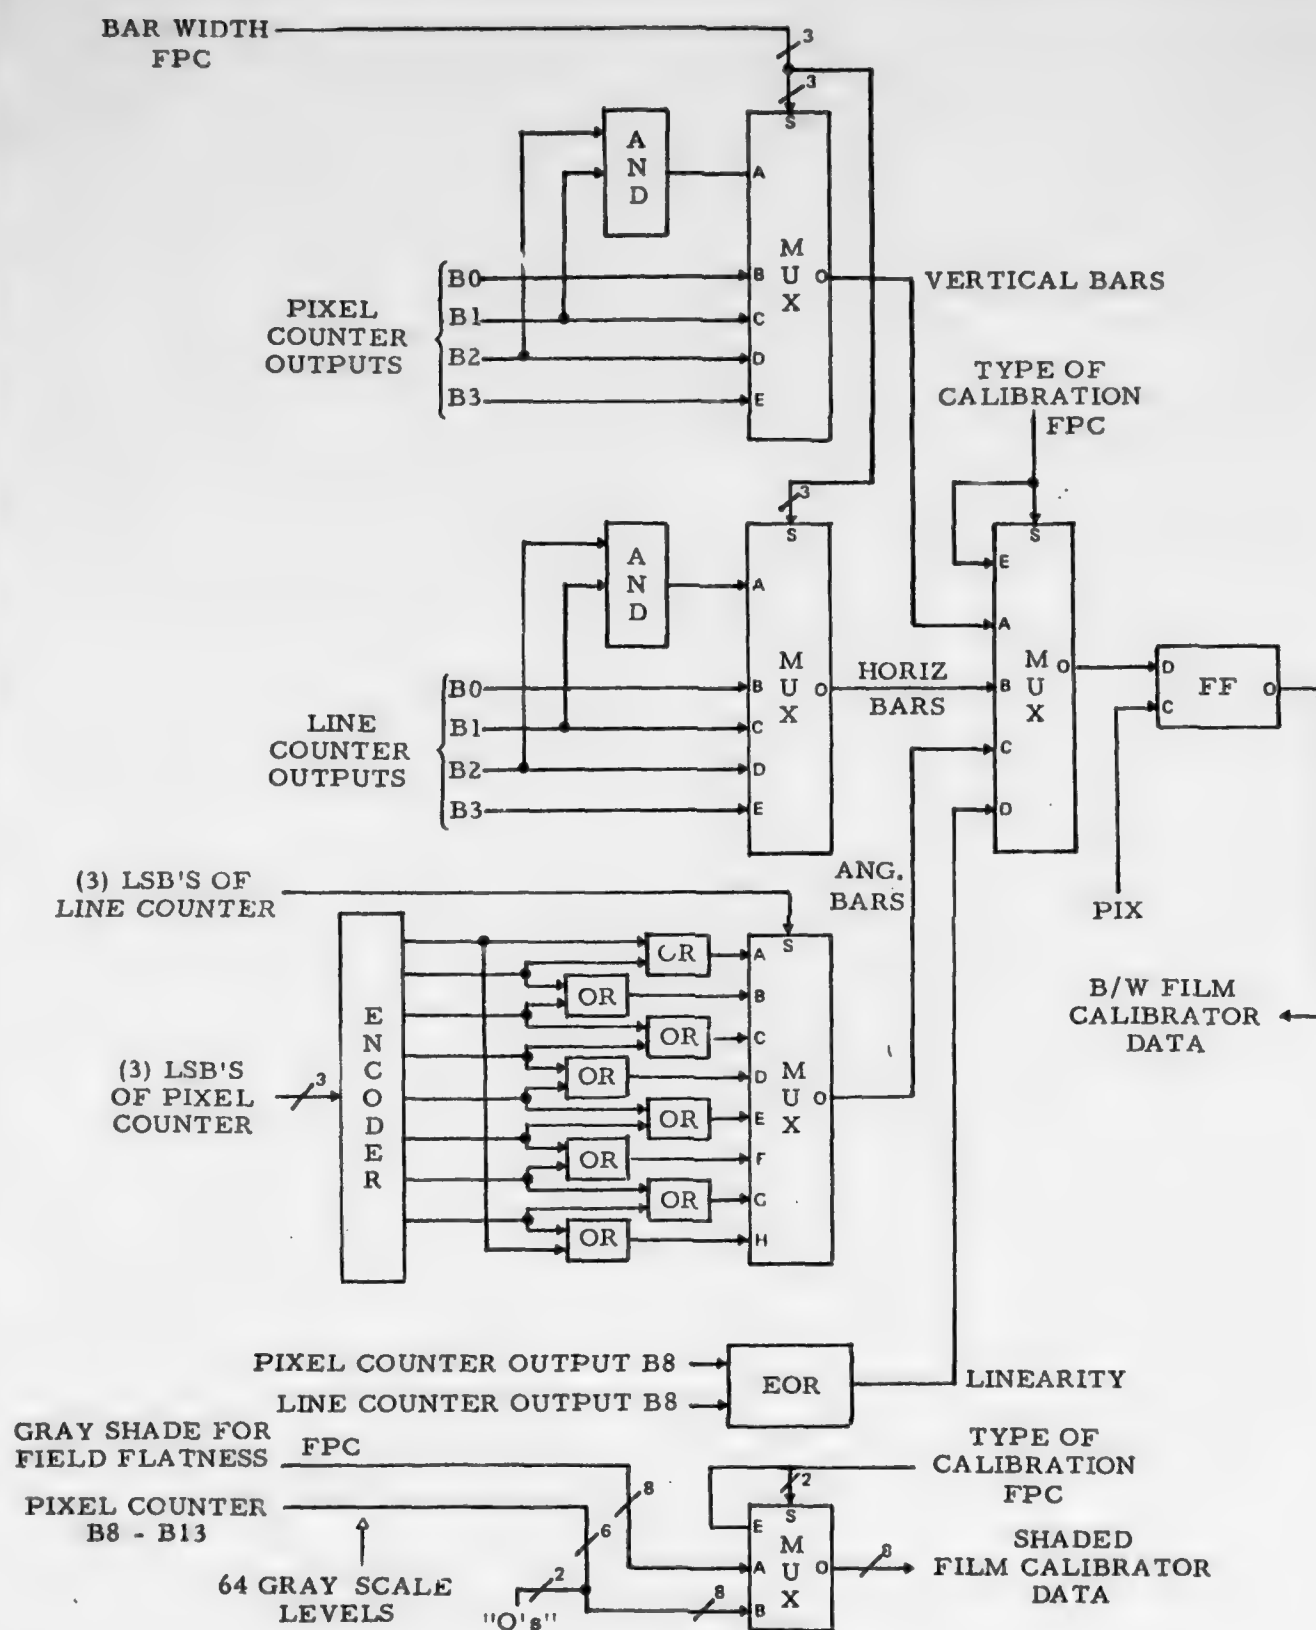 BAR WIDTH
FPC
3
3
S
A
N
D
A
B
C
D
E
M
U
X
O
VERTICAL BARS
PIXEL
COUNTER
OUTPUTS
B0
B1
B2
B3
TYPE OF
CALIBRATION
FPC
3
S
A
N
D
A
B
C
D
E
M
U
X
O
HORIZ
BARS
LINE
COUNTER
OUTPUTS
B0
B1
B2
B3
S
E
A
B
C
D
M
U
X
O
D
C
FF
O
PIX
B/W FILM
CALIBRATOR
DATA
(3) LSB'S OF
LINE COUNTER
ANG.
BARS
(3) LSB'S
OF PIXEL
COUNTER
3
E
N
C
O
D
E
R
OR
OR
OR
OR
OR
OR
OR
OR
S
A
B
C
D
E
F
G
H
M
U
X
O
PIXEL COUNTER OUTPUT B8
LINE COUNTER OUTPUT B8
EOR
LINEARITY
GRAY SHADE FOR
FIELD FLATNESS
FPC
PIXEL COUNTER
B8 - B13
64 GRAY SCALE
LEVELS
8
6
2
"O's"
8
TYPE OF
CALIBRATION
FPC
2
S
E
A
B
M
U
X
O
8
SHADED
FILM CALIBRATOR
DATA